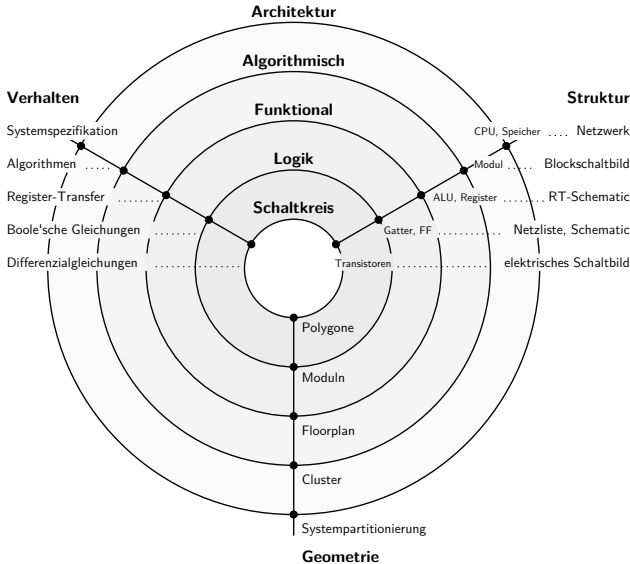 Architektur
Algorithmisch
Verhalten
Struktur
Funktional
Systemspezifikation
CPU, Speicher ..... Netzwerk
Logik
Algorithmen
Modul ..... Blockschaltbild
Register-Transfer
ALU, Register ..... RT-Schematic
Schaltkreis
Boole'sche Gleichungen
Gatter, FF ..... Netzliste, Schematic
Differenzialgleichungen
Transistoren ..... elektrisches Schaltbild
Polygone
Moduln
Floorplan
Cluster
Systempartitionierung
Geometrie